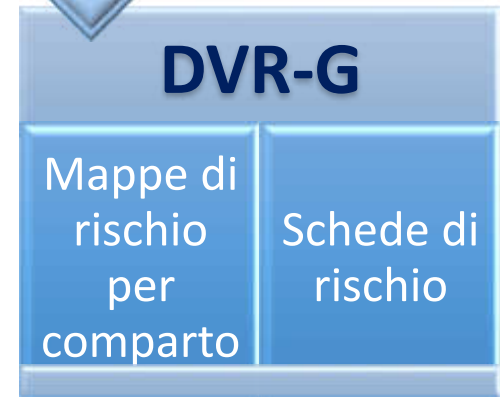 DVR-G
Mappe di
rischio
per
comparto
Schede di
rischio